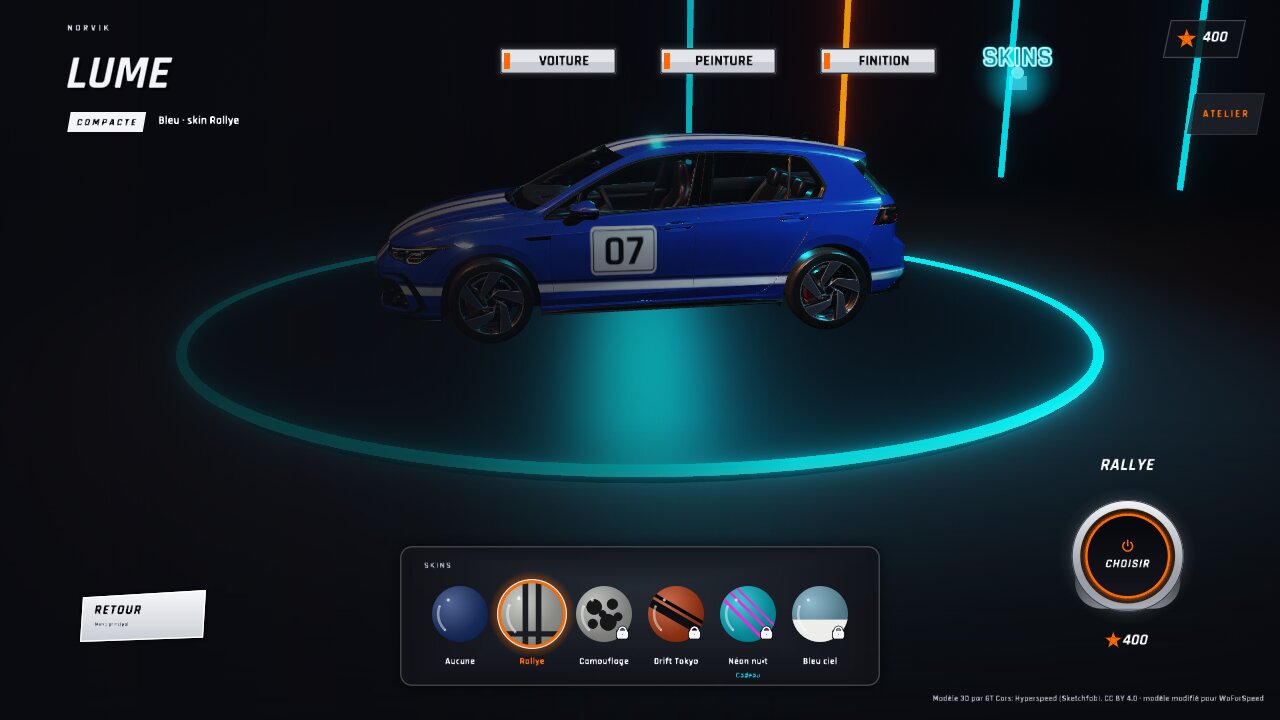 NORVIK
LUME
COMPACTE
Bleu · skin Rallye
VOITURE
PEINTURE
FINITION
SKINS
400
ATELIER
07
RALLYE
CHOISIR
400
RETOUR
Menu principal
SKINS
Aucune
Rallye
Camouflage
Drift Tokyo
Néon nuit
Bleu ciel
Cadeau
Modèle 3D par GT Cars: Hyperspeed (Sketchfab), CC BY 4.0 - modèle modifié pour WoForSpeed